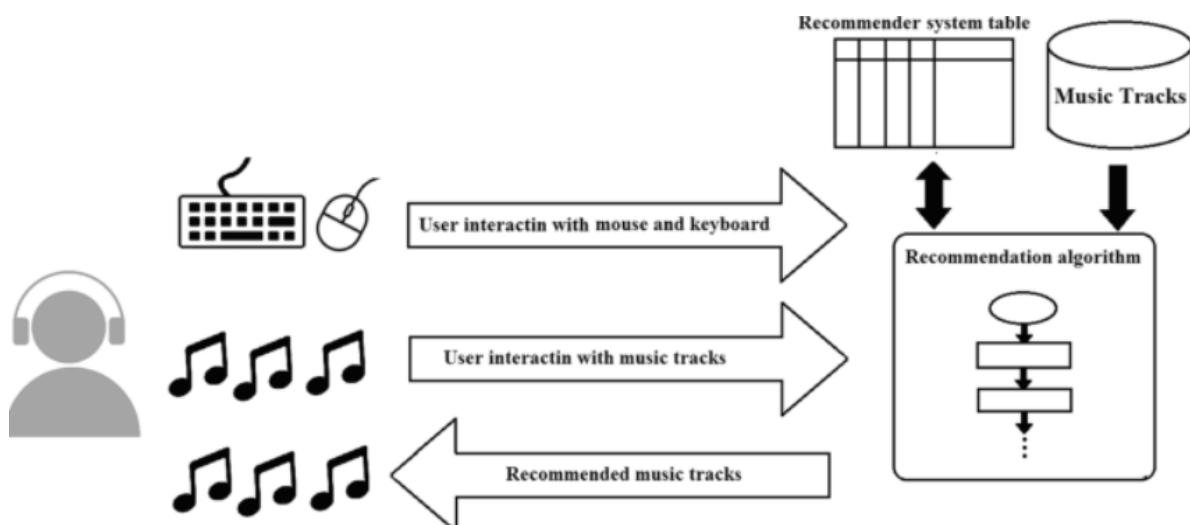 Recommender system table
Music Tracks
User interactin with mouse and keyboard
Recommendation algorithm
User interactin with music tracks
Recommended music tracks